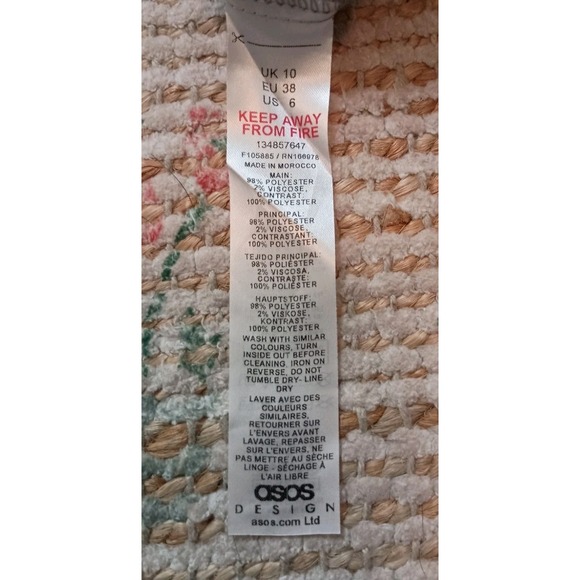 UK 10
EU 38
US 6
KEEP AWAY
FROM FIRE
134857647
F105885 / RN166978
MADE IN MOROCCO
MAIN:
98% POLYESTER
2% VISCOSE,
CONTRAST:
100% POLYESTER
PRINCIPAL:
98% POLYESTER
2% VISCOSE,
CONTRASTANT:
100% POLYESTER
TEJIDO PRINCIPAL:
98% POLIÉSTER
2% VISCOSA,
CONTRASTE:
100% POLIÉSTER
HAUPTSTOFF:
98% POLYESTER
2% VISKOSE,
KONTRAST:
100% POLYESTER
WASH WITH SIMILAR
COLOURS, TURN
INSIDE OUT BEFORE
CLEANING, IRON ON
REVERSE, DO NOT
TUMBLE DRY- LINE
DRY
LAVER AVEC DES
COULEURS
SIMILAIRES,
RETOURNER SUR
L'ENVERS AVANT
LAVAGE, REPASSER
SUR L'ENVERS, NE
PAS METTRE AU SÈCHE
LINGE - SÉCHAGE À
L'AIR LIBRE
asos
DESIGN
asos.com Ltd